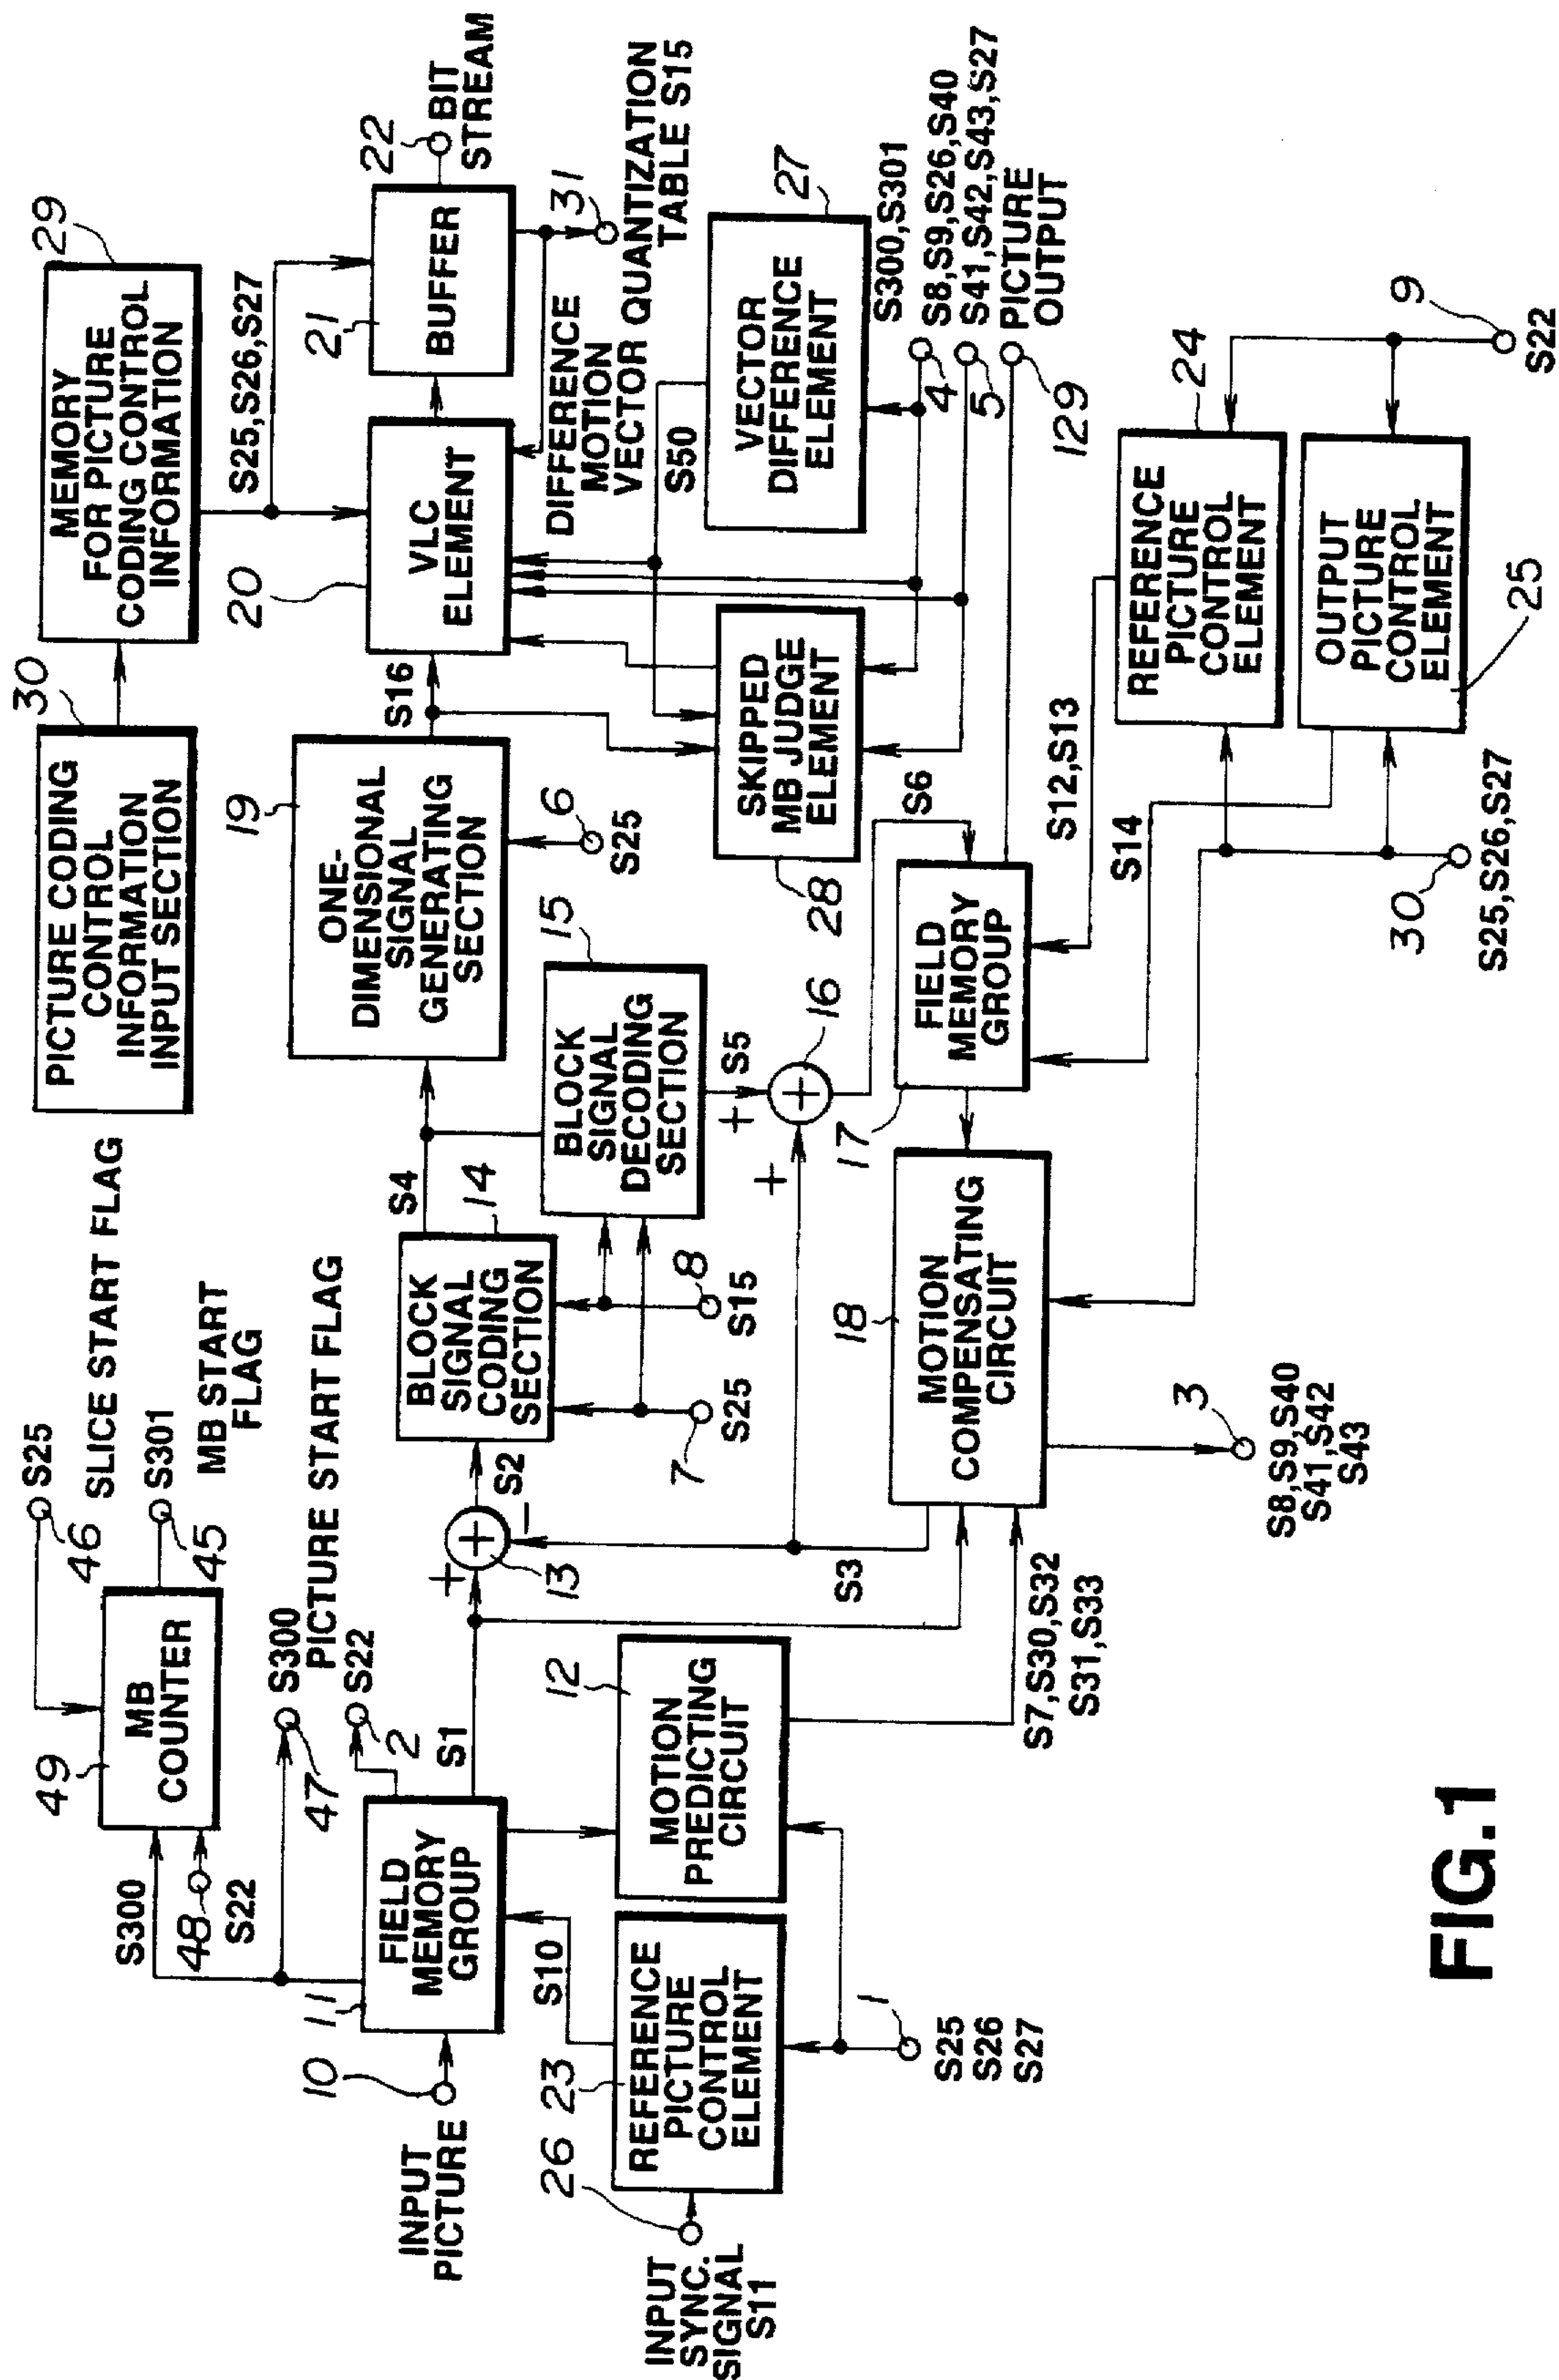 PICTURE CODING
CONTROL
INFORMATION
INPUT SECTION
30
MEMORY
FOR PICTURE
CODING CONTROL
INFORMATION
29
S25,S26,S27
S25
46
SLICE START FLAG
49
MB
COUNTER
S301
45
MB START
FLAG
S300
48
S22
S300
47
PICTURE START FLAG
S22
2
INPUT
PICTURE
10
11
FIELD
MEMORY
GROUP
S1
+
13
-
S2
BLOCK
SIGNAL
CODING
SECTION
14
S4
7
S25
8
S15
19
ONE-
DIMENSIONAL
SIGNAL
GENERATING
SECTION
6
S25
S16
20
VLC
ELEMENT
21
BUFFER
22
BIT
STREAM
31
DIFFERENCE
MOTION
VECTOR QUANTIZATION
TABLE S15
BLOCK
SIGNAL
DECODING
SECTION
15
S5
+
+
16
S6
SKIPPED
MB JUDGE
ELEMENT
28
S50
VECTOR
DIFFERENCE
ELEMENT
27
S300,S301
4
S8,S9,S26,S40
5
S41,S42,S43,S27
129
PICTURE
OUTPUT
INPUT
SYNC.
SIGNAL
S11
26
23
REFERENCE
PICTURE
CONTROL
ELEMENT
S10
12
MOTION
PREDICTING
CIRCUIT
1
S25
S26
S27
S7,S30,S32
S31,S33
S3
18
MOTION
COMPENSATING
CIRCUIT
3
S8,S9,S40
S41,S42
S43
17
FIELD
MEMORY
GROUP
S12,S13
S14
REFERENCE
PICTURE
CONTROL
ELEMENT
24
OUTPUT
PICTURE
CONTROL
ELEMENT
25
30
S25,S26,S27
9
S22
FIG.1